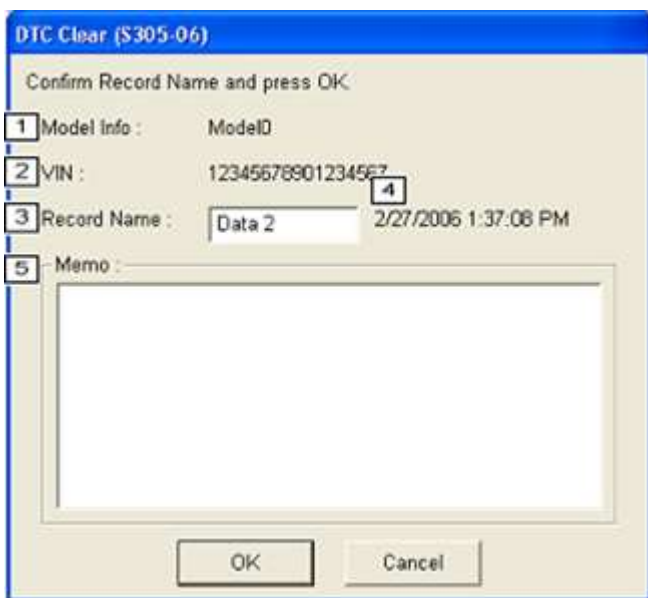 DTC Clear (S305-06)
Confirm Record Name and press OK
1 Model Info : Model0
2 VIN : 12345678901234567
4
3 Record Name : Data 2 2/27/2006 1:37:08 PM
5 Memo :
OK Cancel